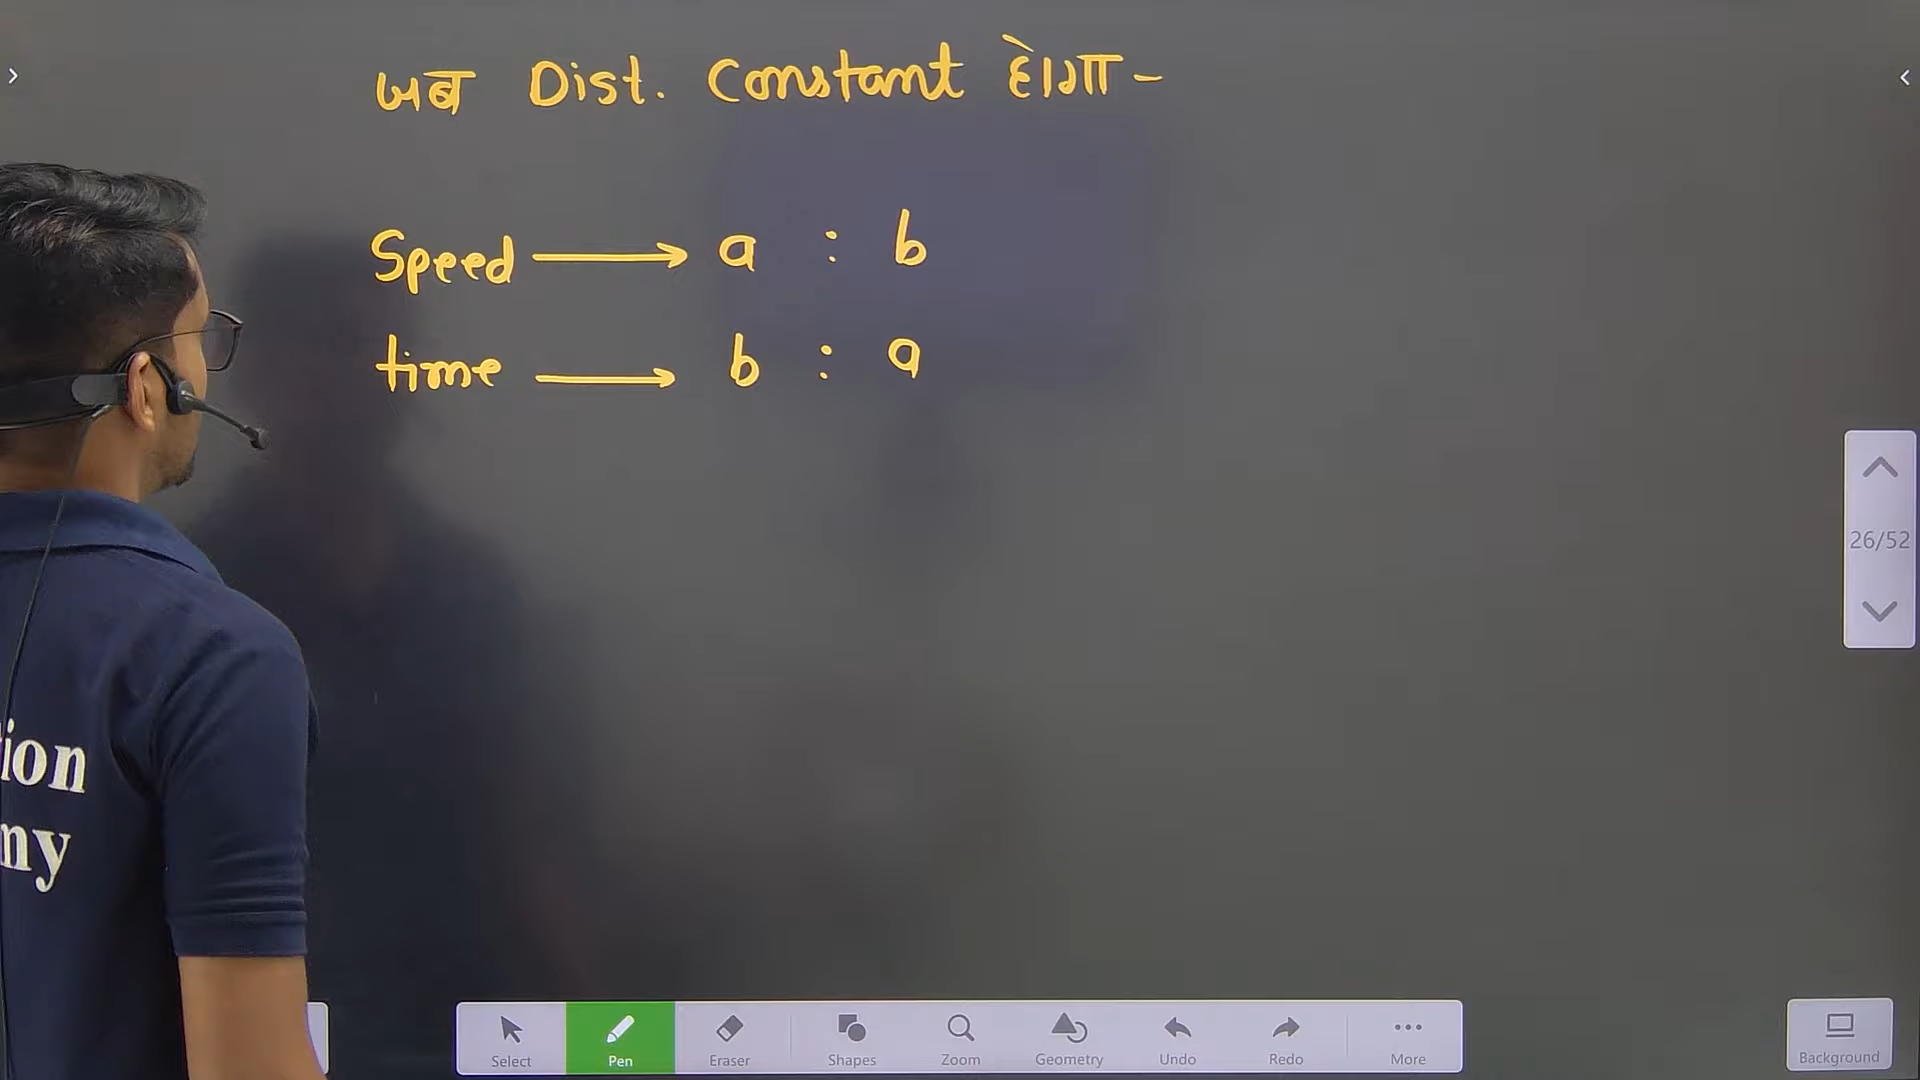 जब Dist. Constant होगा -
Speed → a : b
time → b : a
ion
ny
26/52
Select
Pen
Eraser
Shapes
Zoom
Geometry
Undo
Redo
More
Background